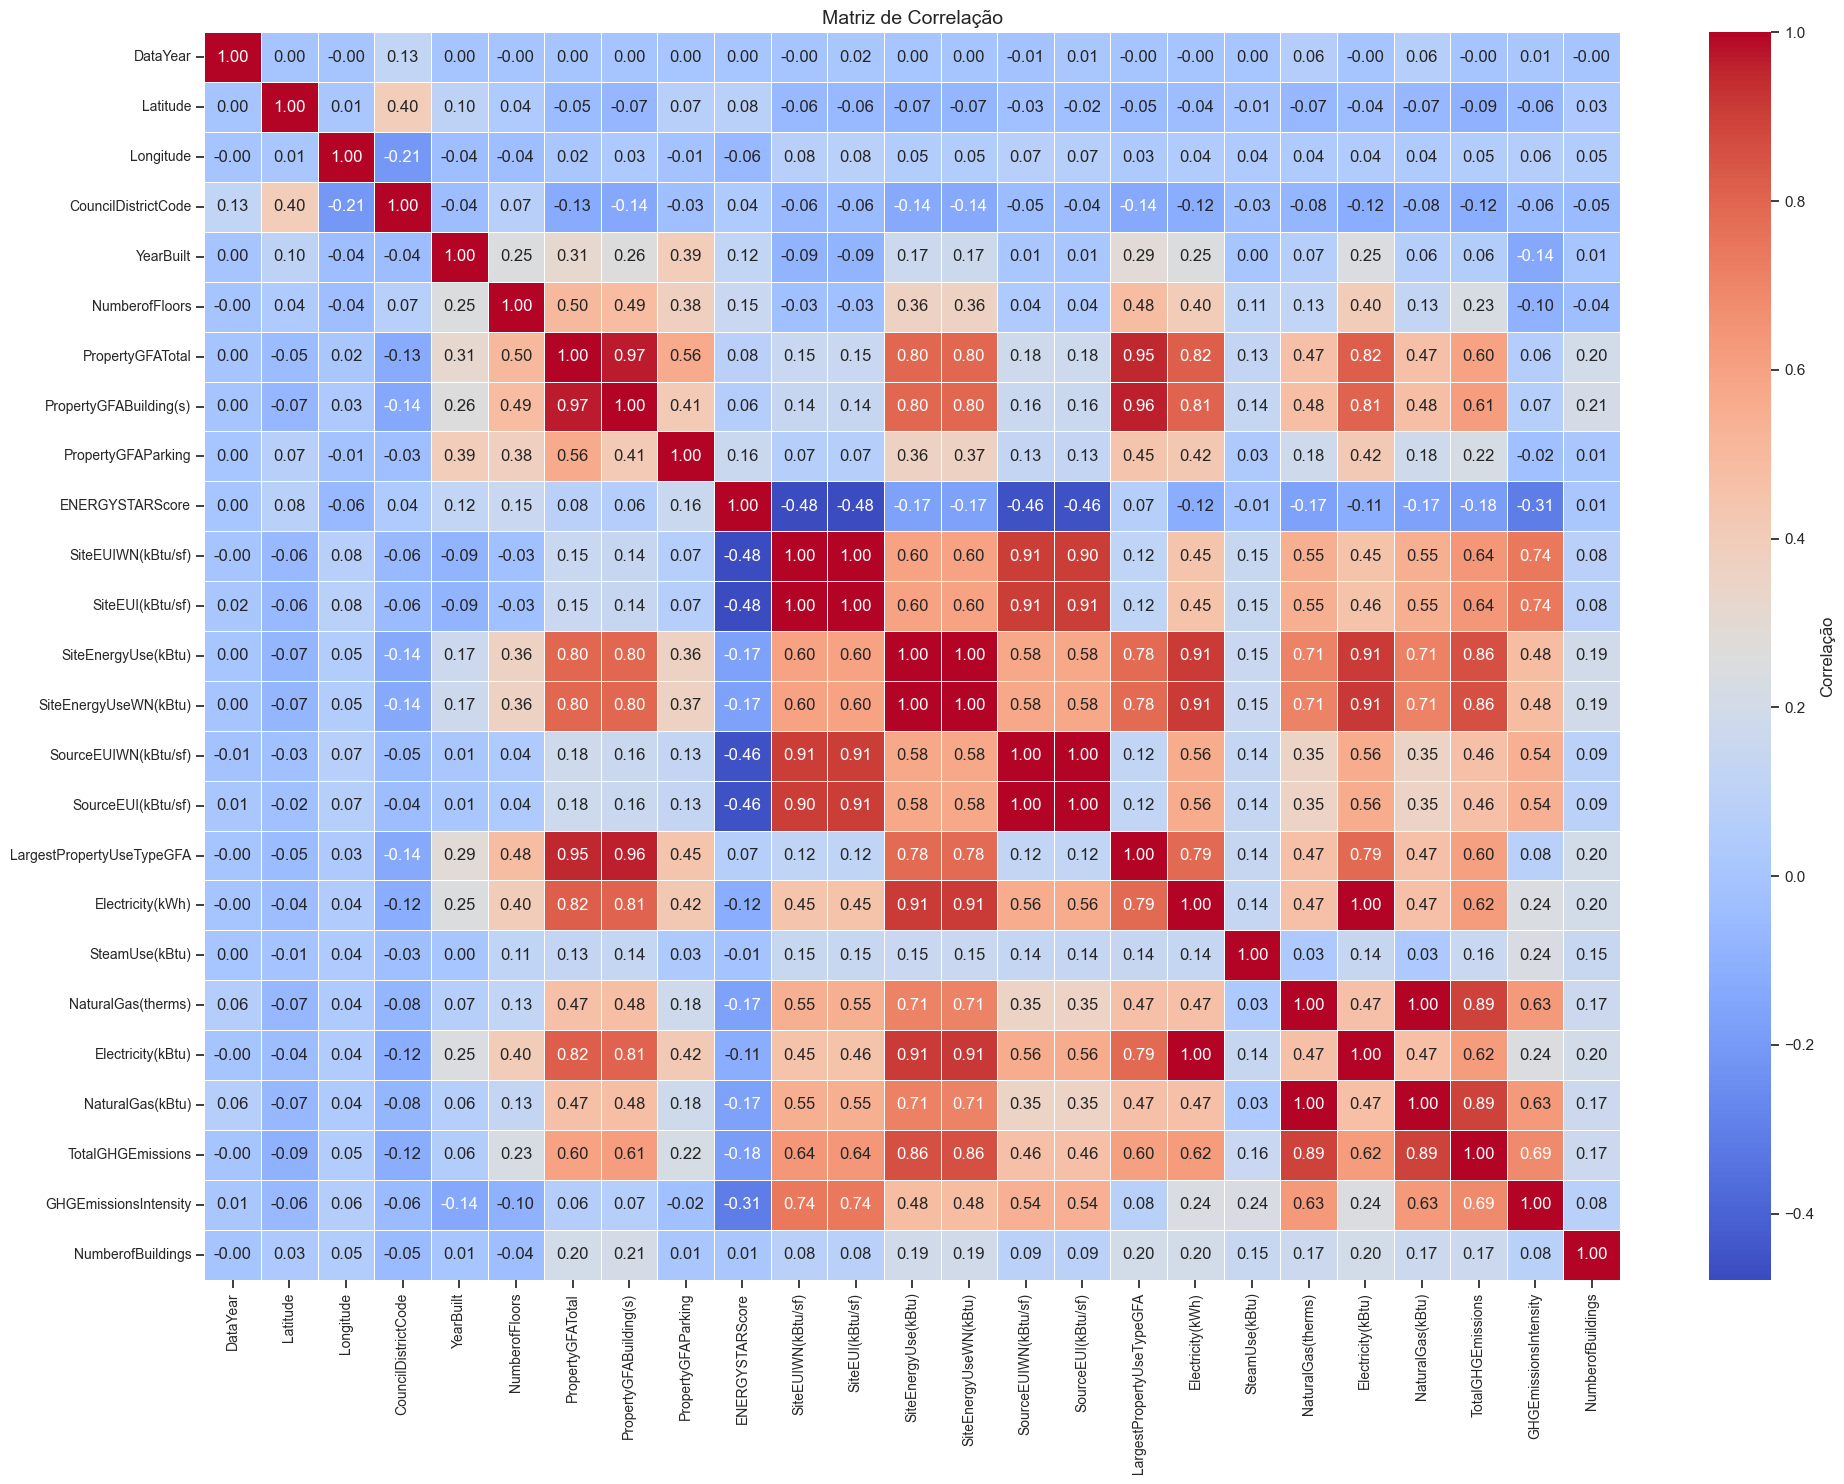 Matriz de Correlação
DataYear 1.00 0.00 -0.00 0.13 0.00 -0.00 0.00 0.00 0.00 0.00 -0.00 0.02 0.00 0.00 -0.01 0.01 -0.00 -0.00 0.00 0.06 -0.00 0.06 -0.00 0.01 -0.00
Latitude 0.00 1.00 0.01 0.40 0.10 0.04 -0.05 -0.07 0.07 0.08 -0.06 -0.06 -0.07 -0.07 -0.03 -0.02 -0.05 -0.04 -0.01 -0.07 -0.04 -0.07 -0.09 -0.06 0.03
Longitude -0.00 0.01 1.00 -0.21 -0.04 -0.04 0.02 0.03 -0.01 -0.06 0.08 0.08 0.05 0.05 0.07 0.07 0.03 0.04 0.04 0.04 0.04 0.04 0.05 0.06 0.05
CouncilDistrictCode 0.13 0.40 -0.21 1.00 -0.04 0.07 -0.13 -0.14 -0.03 0.04 -0.06 -0.06 -0.14 -0.14 -0.05 -0.04 -0.14 -0.12 -0.03 -0.08 -0.12 -0.08 -0.12 -0.06 -0.05
YearBuilt 0.00 0.10 -0.04 -0.04 1.00 0.25 0.31 0.26 0.39 0.12 -0.09 -0.09 0.17 0.17 0.01 0.01 0.29 0.25 0.00 0.07 0.25 0.06 0.06 -0.14 0.01
NumberofFloors -0.00 0.04 -0.04 0.07 0.25 1.00 0.50 0.49 0.38 0.15 -0.03 -0.03 0.36 0.36 0.04 0.04 0.48 0.40 0.11 0.13 0.40 0.13 0.23 -0.10 -0.04
PropertyGFATotal 0.00 -0.05 0.02 -0.13 0.31 0.50 1.00 0.97 0.56 0.08 0.15 0.15 0.80 0.80 0.18 0.18 0.95 0.82 0.13 0.47 0.82 0.47 0.60 0.06 0.20
PropertyGFABuilding(s) 0.00 -0.07 0.03 -0.14 0.26 0.49 0.97 1.00 0.41 0.06 0.14 0.14 0.80 0.80 0.16 0.16 0.96 0.81 0.14 0.48 0.81 0.48 0.61 0.07 0.21
PropertyGFAParking 0.00 0.07 -0.01 -0.03 0.39 0.38 0.56 0.41 1.00 0.16 0.07 0.07 0.36 0.37 0.13 0.13 0.45 0.42 0.03 0.18 0.42 0.18 0.22 -0.02 0.01
ENERGYSTARScore 0.00 0.08 -0.06 0.04 0.12 0.15 0.08 0.06 0.16 1.00 -0.48 -0.48 -0.17 -0.17 -0.46 -0.46 0.07 -0.12 -0.01 -0.17 -0.11 -0.17 -0.18 -0.31 0.01
SiteEUIWN(kBtu/sf) -0.00 -0.06 0.08 -0.06 -0.09 -0.03 0.15 0.14 0.07 -0.48 1.00 1.00 0.60 0.60 0.91 0.90 0.12 0.45 0.15 0.55 0.45 0.55 0.64 0.74 0.08
SiteEUI(kBtu/sf) 0.02 -0.06 0.08 -0.06 -0.09 -0.03 0.15 0.14 0.07 -0.48 1.00 1.00 0.60 0.60 0.91 0.91 0.12 0.45 0.15 0.55 0.46 0.55 0.64 0.74 0.08
SiteEnergyUse(kBtu) 0.00 -0.07 0.05 -0.14 0.17 0.36 0.80 0.80 0.36 -0.17 0.60 0.60 1.00 1.00 0.58 0.58 0.78 0.91 0.15 0.71 0.91 0.71 0.86 0.48 0.19
SiteEnergyUseWN(kBtu) 0.00 -0.07 0.05 -0.14 0.17 0.36 0.80 0.80 0.37 -0.17 0.60 0.60 1.00 1.00 0.58 0.58 0.78 0.91 0.15 0.71 0.91 0.71 0.86 0.48 0.19
SourceEUIWN(kBtu/sf) -0.01 -0.03 0.07 -0.05 0.01 0.04 0.18 0.16 0.13 -0.46 0.91 0.91 0.58 0.58 1.00 1.00 0.12 0.56 0.14 0.35 0.56 0.35 0.46 0.54 0.09
SourceEUI(kBtu/sf) 0.01 -0.02 0.07 -0.04 0.01 0.04 0.18 0.16 0.13 -0.46 0.90 0.91 0.58 0.58 1.00 1.00 0.12 0.56 0.14 0.35 0.56 0.35 0.46 0.54 0.09
LargestPropertyUseTypeGFA -0.00 -0.05 0.03 -0.14 0.29 0.48 0.95 0.96 0.45 0.07 0.12 0.12 0.78 0.78 0.12 0.12 1.00 0.79 0.14 0.47 0.79 0.47 0.60 0.08 0.20
Electricity(kWh) -0.00 -0.04 0.04 -0.12 0.25 0.40 0.82 0.81 0.42 -0.12 0.45 0.45 0.91 0.91 0.56 0.56 0.79 1.00 0.14 0.47 1.00 0.47 0.62 0.24 0.20
SteamUse(kBtu) 0.00 -0.01 0.04 -0.03 0.00 0.11 0.13 0.14 0.03 -0.01 0.15 0.15 0.15 0.15 0.14 0.14 0.14 0.14 1.00 0.03 0.14 0.03 0.16 0.24 0.15
NaturalGas(therms) 0.06 -0.07 0.04 -0.08 0.07 0.13 0.47 0.48 0.18 -0.17 0.55 0.55 0.71 0.71 0.35 0.35 0.47 0.47 0.03 1.00 0.47 1.00 0.89 0.63 0.17
Electricity(kBtu) -0.00 -0.04 0.04 -0.12 0.25 0.40 0.82 0.81 0.42 -0.11 0.45 0.46 0.91 0.91 0.56 0.56 0.79 1.00 0.14 0.47 1.00 0.47 0.62 0.24 0.20
NaturalGas(kBtu) 0.06 -0.07 0.04 -0.08 0.06 0.13 0.47 0.48 0.18 -0.17 0.55 0.55 0.71 0.71 0.35 0.35 0.47 0.47 0.03 1.00 0.47 1.00 0.89 0.63 0.17
TotalGHGEmissions -0.00 -0.09 0.05 -0.12 0.06 0.23 0.60 0.61 0.22 -0.18 0.64 0.64 0.86 0.86 0.46 0.46 0.60 0.62 0.16 0.89 0.62 0.89 1.00 0.69 0.17
GHGEmissionsIntensity 0.01 -0.06 0.06 -0.06 -0.14 -0.10 0.06 0.07 -0.02 -0.31 0.74 0.74 0.48 0.48 0.54 0.54 0.08 0.24 0.24 0.63 0.24 0.63 0.69 1.00 0.08
NumberofBuildings -0.00 0.03 0.05 -0.05 0.01 -0.04 0.20 0.21 0.01 0.01 0.08 0.08 0.19 0.19 0.09 0.09 0.20 0.20 0.15 0.17 0.20 0.17 0.17 0.08 1.00
DataYear
Latitude
Longitude
CouncilDistrictCode
YearBuilt
NumberofFloors
PropertyGFATotal
PropertyGFABuilding(s)
PropertyGFAParking
ENERGYSTARScore
SiteEUIWN(kBtu/sf)
SiteEUI(kBtu/sf)
SiteEnergyUse(kBtu)
SiteEnergyUseWN(kBtu)
SourceEUIWN(kBtu/sf)
SourceEUI(kBtu/sf)
LargestPropertyUseTypeGFA
Electricity(kWh)
SteamUse(kBtu)
NaturalGas(therms)
Electricity(kBtu)
NaturalGas(kBtu)
TotalGHGEmissions
GHGEmissionsIntensity
NumberofBuildings
1.0
0.8
0.6
0.4
0.2
0.0
−0.2
−0.4
Correlação